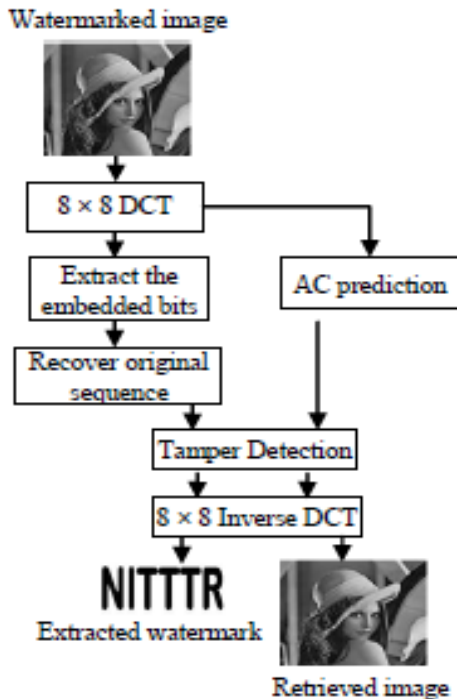 Watermarked image
8 × 8 DCT
Extract the
embedded bits
AC prediction
Recover original
sequence
Tamper Detection
8 × 8 Inverse DCT
NITTTR
Extracted watermark
Retrieved image